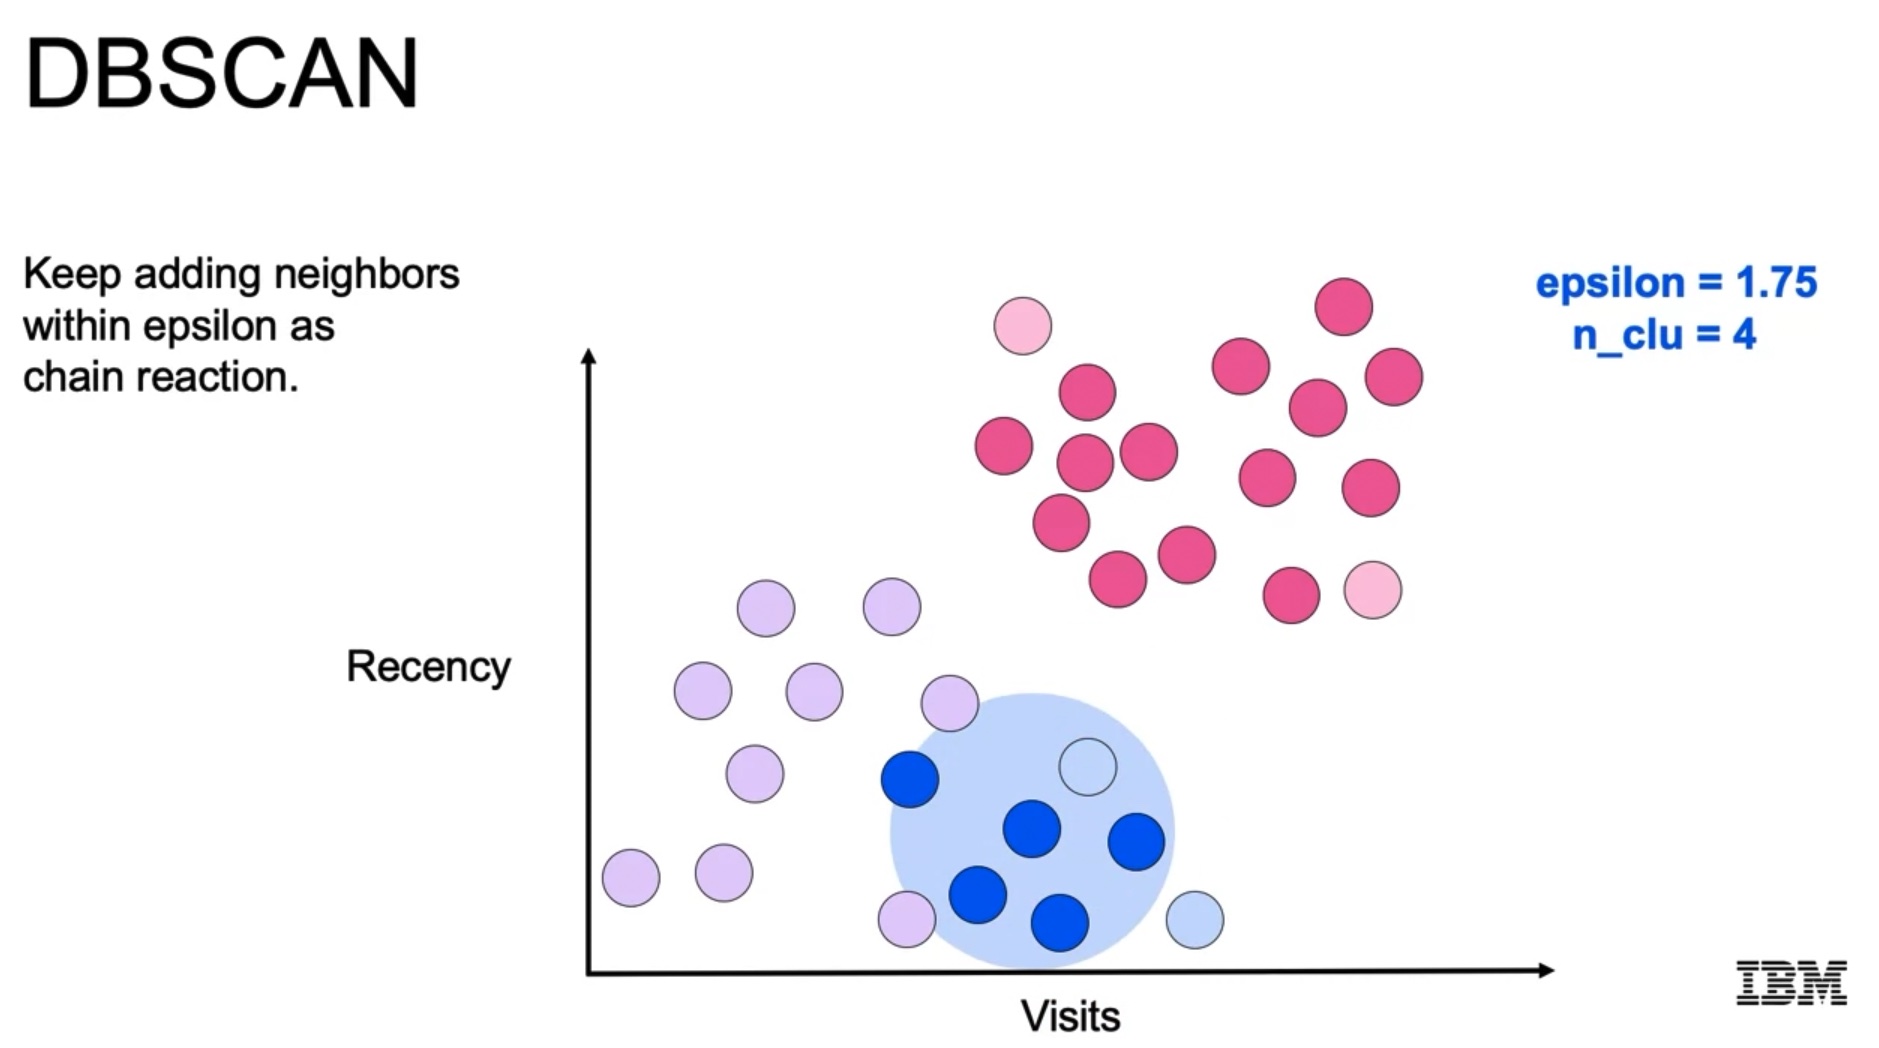 DBSCAN
Keep adding neighbors
within epsilon as
chain reaction.
epsilon = 1.75
n_clu = 4
Recency
Visits
IBM